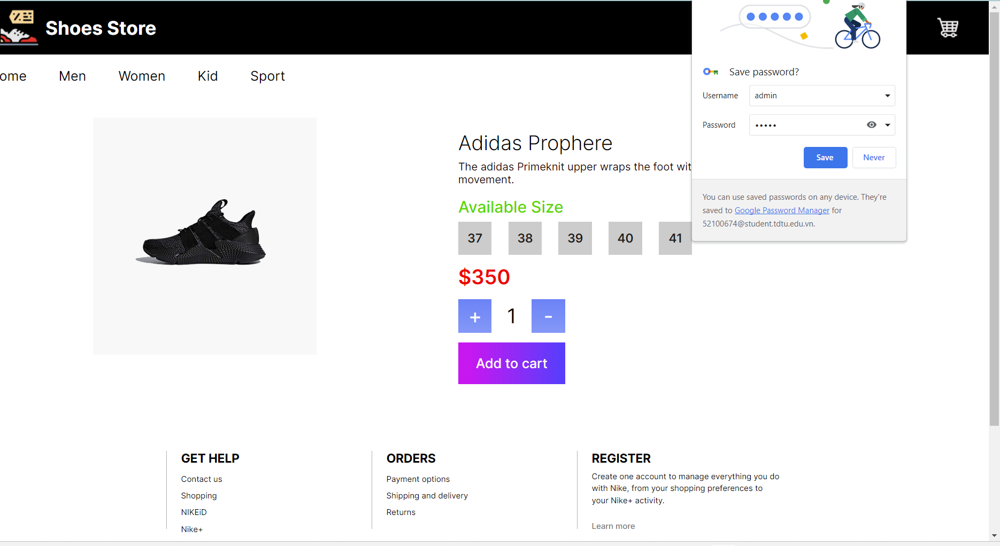 Shoes Store
ome
Men
Women
Kid
Sport
Save password?
Username
admin
Password
•••••
Save
Never
You can use saved passwords on any device. They're
saved to Google Password Manager for
52100674@student.tdtu.edu.vn.
Adidas Prophere
The adidas Primeknit upper wraps the foot wit
movement.
Available Size
37
38
39
40
41
$350
+
1
-
Add to cart
GET HELP
Contact us
Shopping
NIKEiD
Nike+
ORDERS
Payment options
Shipping and delivery
Returns
REGISTER
Create one account to manage everything you do
with Nike, from your shopping preferences to
your Nike+ activity.
Learn more